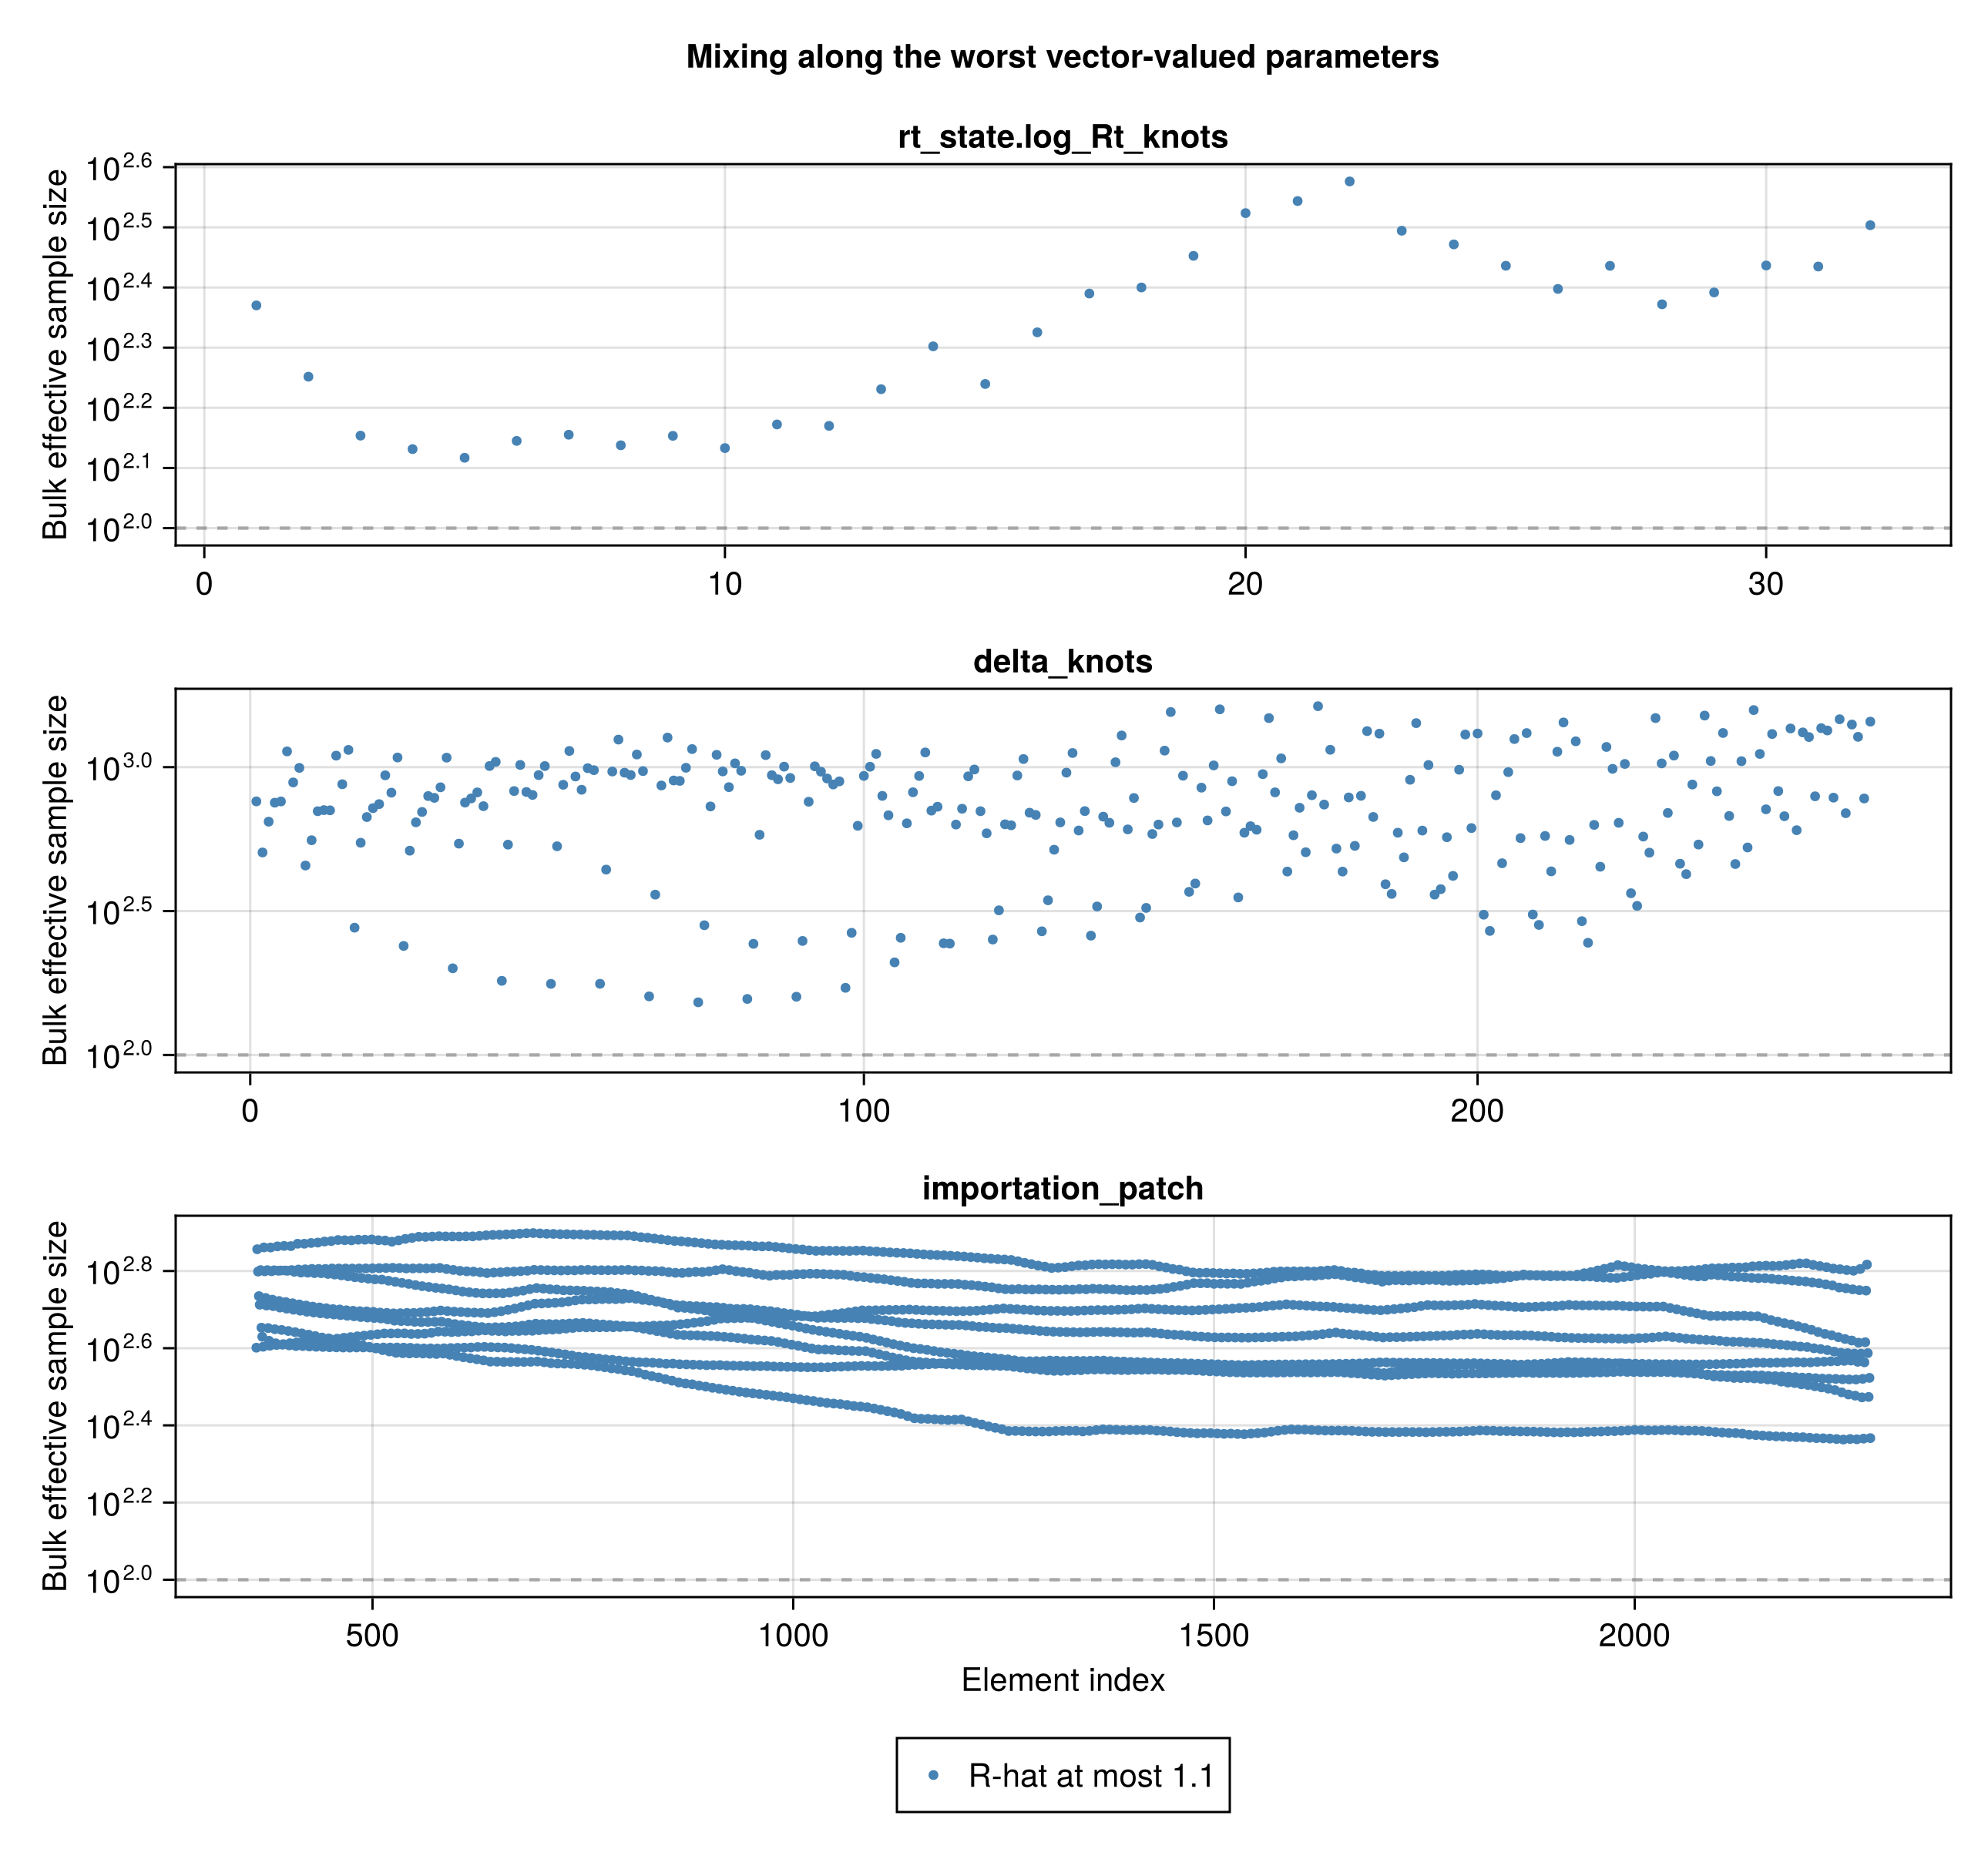 Mixing along the worst vector-valued parameters
rt_state.log_Rt_knots
Bulk effective sample size
10^2.6
10^2.5
10^2.4
10^2.3
10^2.2
10^2.1
10^2.0
0 10 20 30
delta_knots
Bulk effective sample size
10^3.0
10^2.5
10^2.0
0 100 200
importation_patch
Bulk effective sample size
10^2.8
10^2.6
10^2.4
10^2.2
10^2.0
500 1000 1500 2000
Element index
R-hat at most 1.1